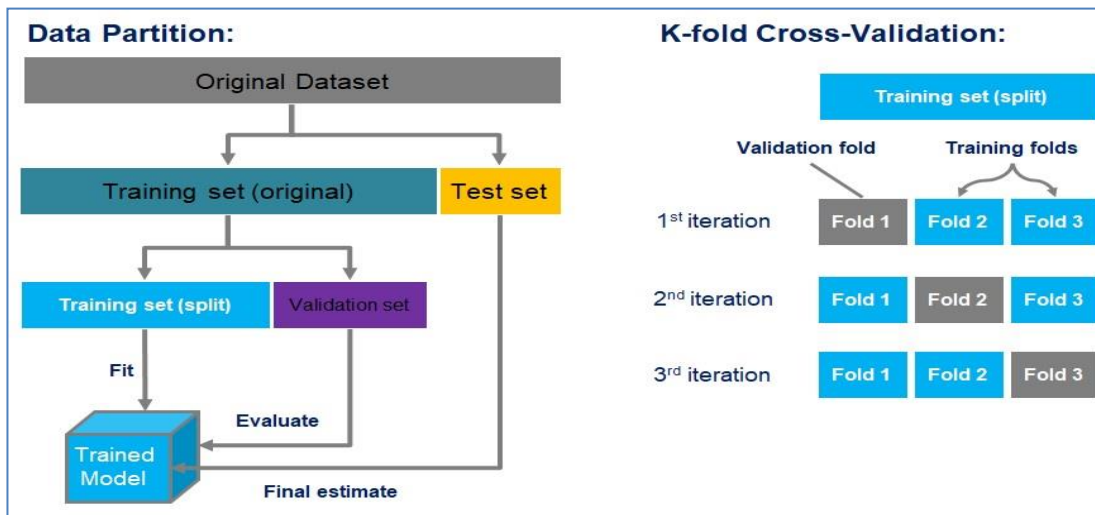 Data Partition:
Original Dataset
Training set (original)
Test set
Training set (split)
Validation set
Fit
Evaluate
Trained
Model
Final estimate
K-fold Cross-Validation:
Training set (split)
Validation fold
Training folds
1st iteration
Fold 1
Fold 2
Fold 3
2nd iteration
Fold 1
Fold 2
Fold 3
3rd iteration
Fold 1
Fold 2
Fold 3